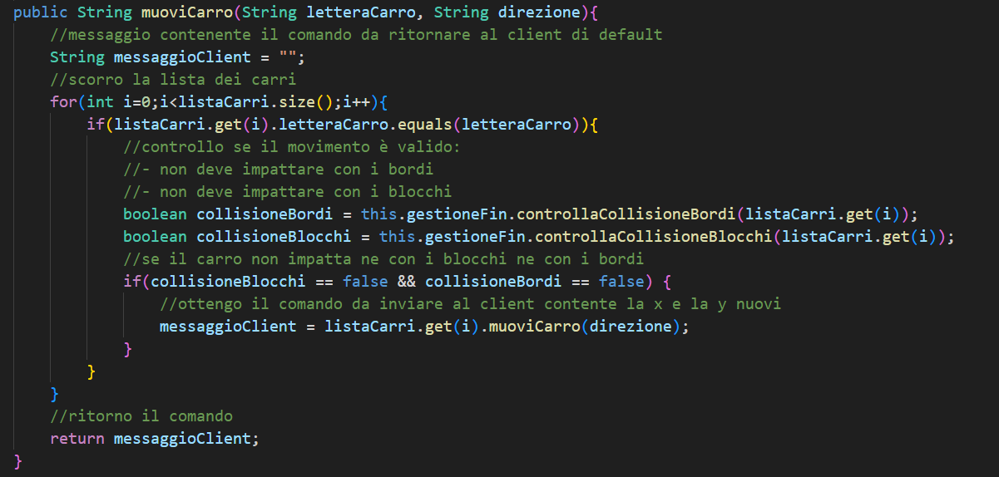 public String muoviCarro(String letteraCarro, String direzione){
//messaggio contenente il comando da ritornare al client di default
String messaggioClient = "";
//scorro la lista dei carri
for(int i=0;i<listaCarri.size();i++){
if(listaCarri.get(i).letteraCarro.equals(letteraCarro)){
//controllo se il movimento è valido:
//- non deve impattare con i bordi
//- non deve impattare con i blocchi
boolean collisioneBordi = this.gestioneFin.controllaCollisioneBordi(listaCarri.get(i));
boolean collisioneBlocchi = this.gestioneFin.controllaCollisioneBlocchi(listaCarri.get(i));
//se il carro non impatta ne con i blocchi ne con i bordi
if(collisioneBlocchi == false && collisioneBordi == false) {
//ottengo il comando da inviare al client contente la x e la y nuovi
messaggioClient = listaCarri.get(i).muoviCarro(direzione);
}
}
}
//ritorno il comando
return messaggioClient;
}